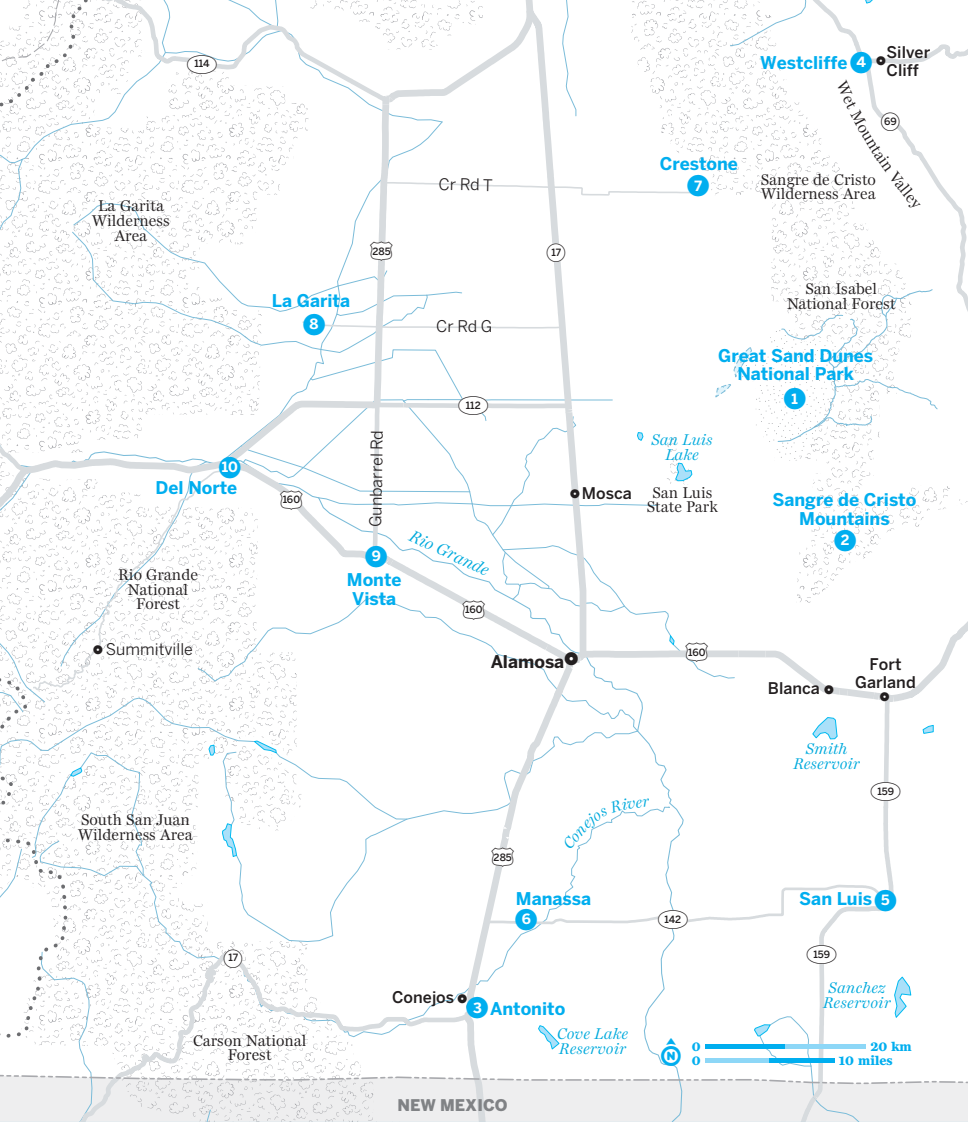 Silver
Cliff
Westcliffe 4
114
Wet Mountain Valley
69
Crestone
7
Cr Rd T
Sangre de Cristo
Wilderness Area
La Garita
Wilderness
Area
285
17
San Isabel
National Forest
La Garita
8
Cr Rd G
Great Sand Dunes
National Park
1
112
Gunbarrel Rd
San Luis
Lake
10
Del Norte
160
Mosca
San Luis
State Park
Sangre de Cristo
Mountains
2
Rio Grande
9
Monte
Vista
Rio Grande
National
Forest
160
Summitville
Alamosa
160
Fort
Garland
Blanca
Smith
Reservoir
159
South San Juan
Wilderness Area
Conejos River
285
Manassa
6
142
San Luis 5
17
159
Sanchez
Reservoir
Conejos
3 Antonito
Carson National
Forest
Cove Lake
Reservoir
N
0 20 km
0 10 miles
NEW MEXICO